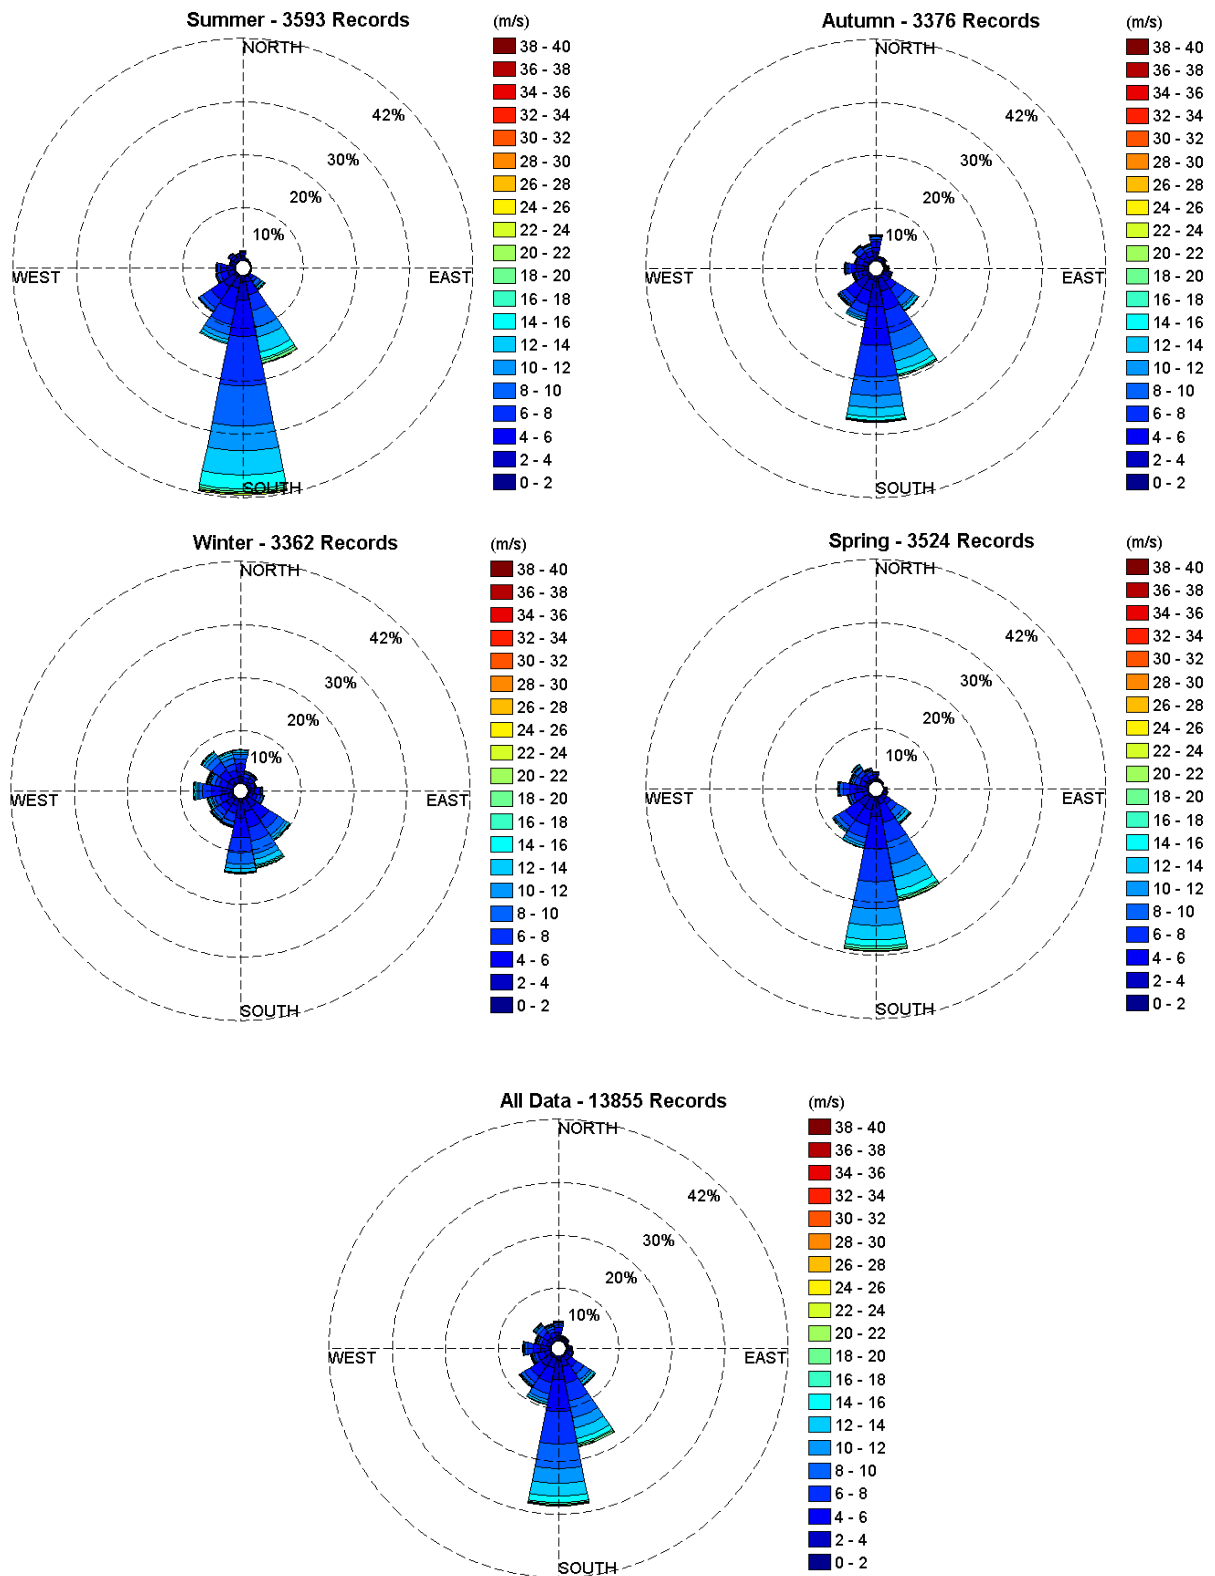 Summer - 3593 Records
(m/s)
NORTH
42%
30%
20%
10%
WEST
EAST
SOUTH
38 - 40
36 - 38
34 - 36
32 - 34
30 - 32
28 - 30
26 - 28
24 - 26
22 - 24
20 - 22
18 - 20
16 - 18
14 - 16
12 - 14
10 - 12
8 - 10
6 - 8
4 - 6
2 - 4
0 - 2
Autumn - 3376 Records
(m/s)
NORTH
42%
30%
20%
10%
WEST
EAST
SOUTH
38 - 40
36 - 38
34 - 36
32 - 34
30 - 32
28 - 30
26 - 28
24 - 26
22 - 24
20 - 22
18 - 20
16 - 18
14 - 16
12 - 14
10 - 12
8 - 10
6 - 8
4 - 6
2 - 4
0 - 2
Winter - 3362 Records
(m/s)
NORTH
42%
30%
20%
10%
WEST
EAST
SOUTH
38 - 40
36 - 38
34 - 36
32 - 34
30 - 32
28 - 30
26 - 28
24 - 26
22 - 24
20 - 22
18 - 20
16 - 18
14 - 16
12 - 14
10 - 12
8 - 10
6 - 8
4 - 6
2 - 4
0 - 2
Spring - 3524 Records
(m/s)
NORTH
42%
30%
20%
10%
WEST
EAST
SOUTH
38 - 40
36 - 38
34 - 36
32 - 34
30 - 32
28 - 30
26 - 28
24 - 26
22 - 24
20 - 22
18 - 20
16 - 18
14 - 16
12 - 14
10 - 12
8 - 10
6 - 8
4 - 6
2 - 4
0 - 2
All Data - 13855 Records
(m/s)
NORTH
42%
30%
20%
10%
WEST
EAST
SOUTH
38 - 40
36 - 38
34 - 36
32 - 34
30 - 32
28 - 30
26 - 28
24 - 26
22 - 24
20 - 22
18 - 20
16 - 18
14 - 16
12 - 14
10 - 12
8 - 10
6 - 8
4 - 6
2 - 4
0 - 2